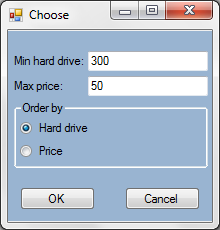 Choose
Min hard drive: 300
Max price: 50
Order by
Hard drive
Price
OK Cancel